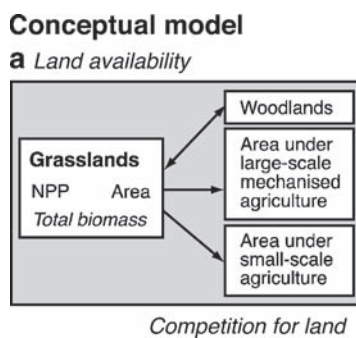 Conceptual model
a Land availability
Grasslands
NPP Area
Total biomass
Woodlands
Area under
large-scale
mechanised
agriculture
Area under
small-scale
agriculture
Competition for land